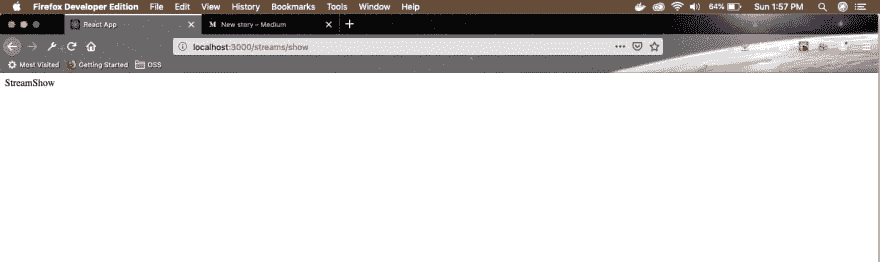 Firefox Developer Edition File Edit View History Bookmarks Tools Window Help 64% Sun 1:57 PM
React App M New story – Medium
localhost:3000/streams/show
Most Visited Getting Started OSS
StreamShow